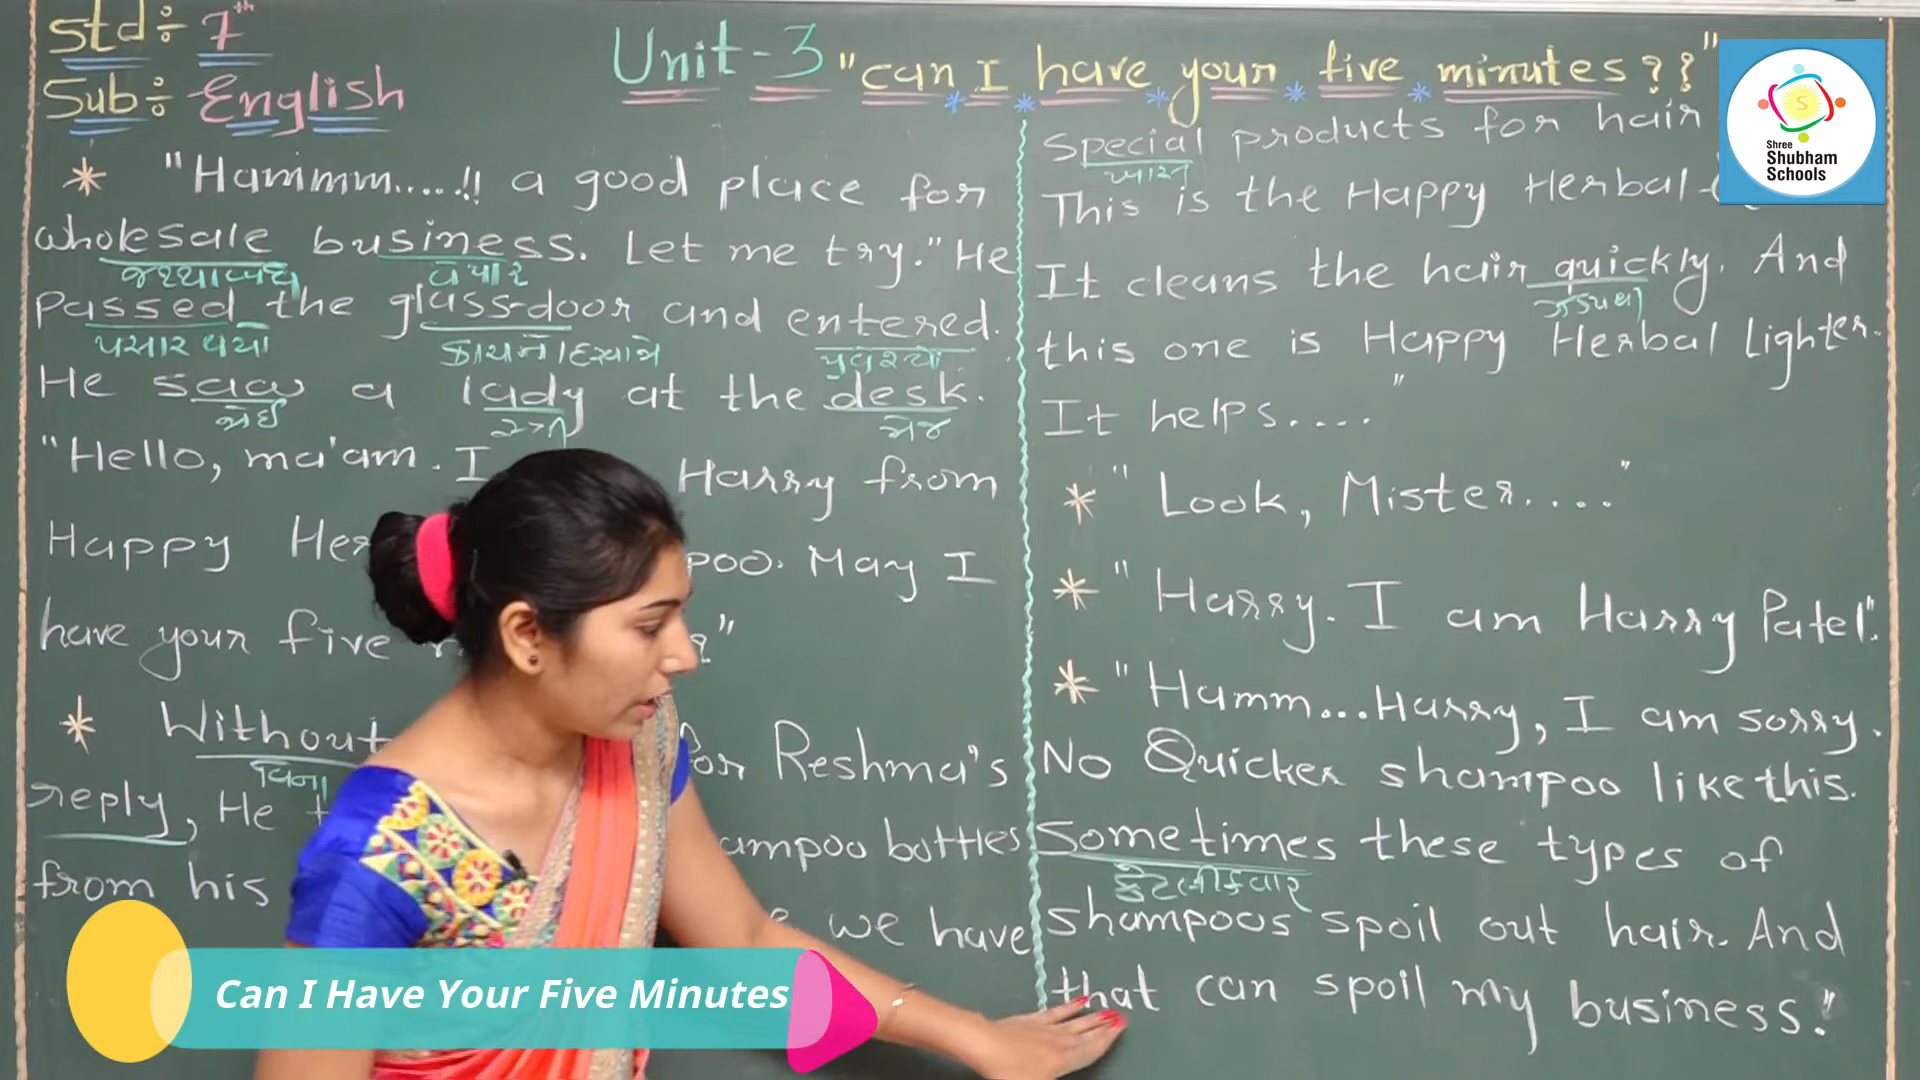 Std÷ 7th
Sub÷ English
Unit-3 "Can I have your five minutes??"
* "Hammm.....!! a good place for
wholesale business. Let me try." He
જથ્થાબંધ વેપાર
passed the glass-door and entered.
પસાર થયો કાચના દરવાજે પ્રવેશ્યો
He saw a lady at the desk.
જોઈ સ્ત્રી મેજ
"Hello, ma'am. I Harry from
Happy poo. May I
have your five
* Without for Reshma's
વિના
reply, He
ampoo bottles
from his we have
Special products for hair
ખાસ
This is the Happy Herbal
It cleans the hair quickly. And
ઝડપથી
this one is Happy Herbal Lighter.
It helps...."
* "Look, Mister...."
* "Harry. I am Harry Patel".
* "Hamm...Harry, I am sorry.
No Quicker shampoo like this.
Sometimes these types of
કેટલીકવાર
shampoos spoil out hair. And
that can spoil my business."
S
Shree
Shubham
Schools
Can I Have Your Five Minutes